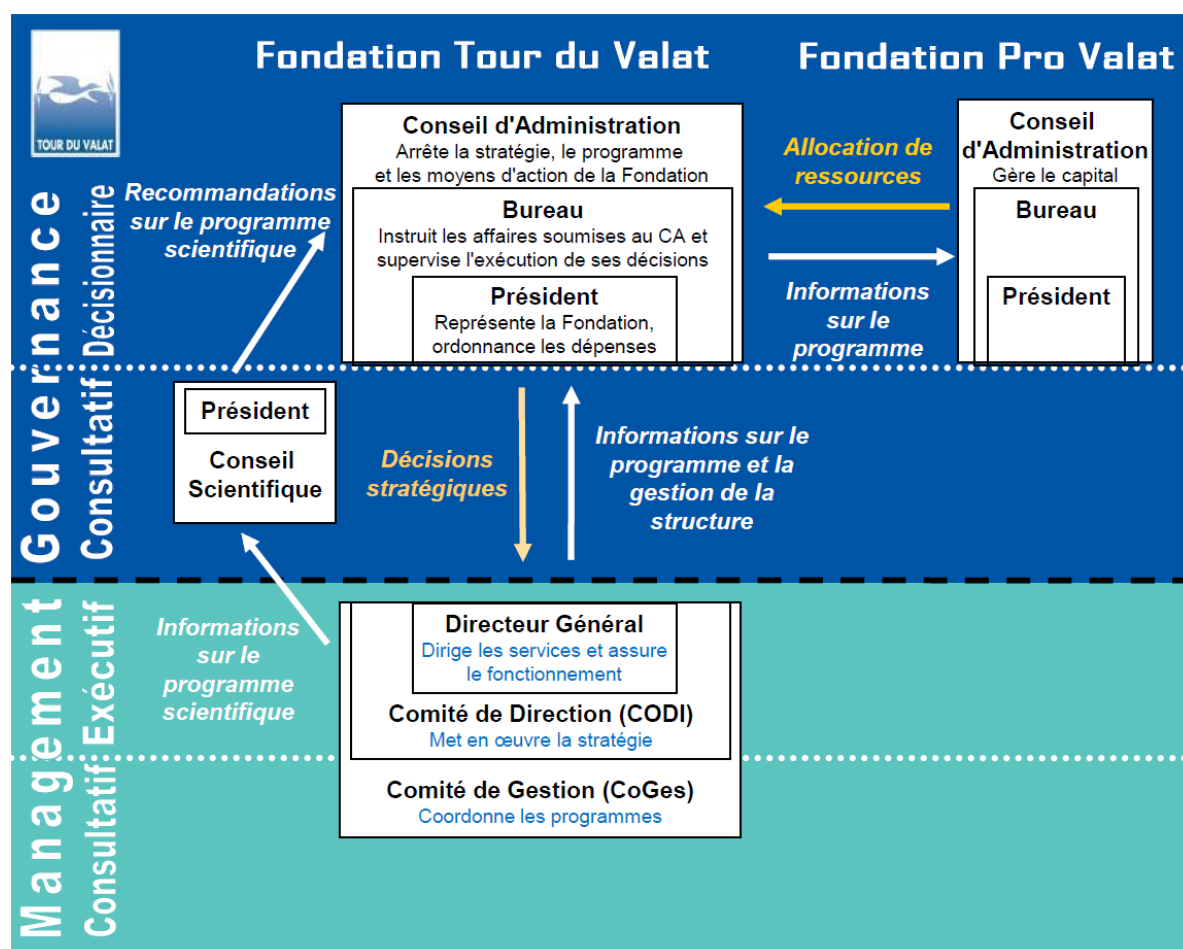 Fondation Tour du Valat
Fondation Pro Valat
TOUR DU VALAT
Gouvernance
Décisionnaire
Consultatif
Recommandations
sur le programme
scientifique
Conseil d'Administration
Arrête la stratégie, le programme
et les moyens d'action de la Fondation
Bureau
Instruit les affaires soumises au CA et
supervise l'exécution de ses décisions
Président
Représente la Fondation,
ordonnance les dépenses
Allocation de
ressources
Informations
sur le
programme
Conseil
d'Administration
Gère le capital
Bureau
Président
Président
Conseil
Scientifique
Décisions
stratégiques
Informations sur le
programme et la
gestion de la
structure
Management
Exécutif
Consultatif
Informations
sur le
programme
scientifique
Directeur Général
Dirige les services et assure
le fonctionnement
Comité de Direction (CODI)
Met en œuvre la stratégie
Comité de Gestion (CoGes)
Coordonne les programmes